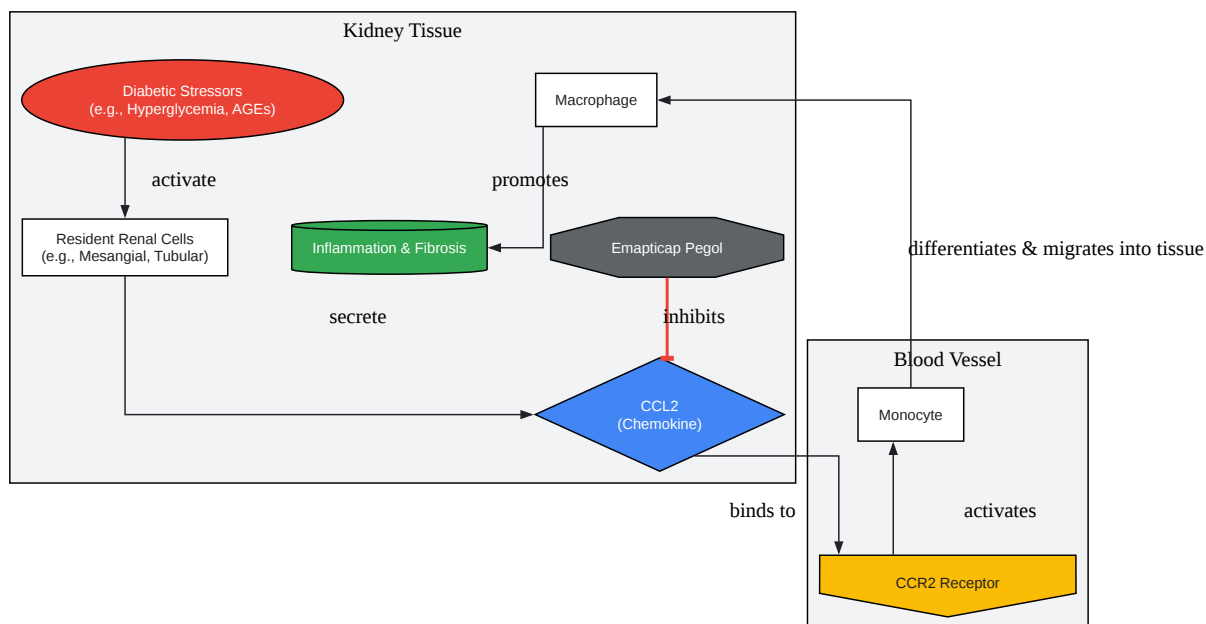 Kidney Tissue
Diabetic Stressors
(e.g., Hyperglycemia, AGEs)
Macrophage
activate
promotes
Resident Renal Cells
(e.g., Mesangial, Tubular)
Inflammation & Fibrosis
Emapticap Pegol
differentiates & migrates into tissue
secrete
inhibits
Blood Vessel
CCL2
(Chemokine)
Monocyte
binds to
activates
CCR2 Receptor